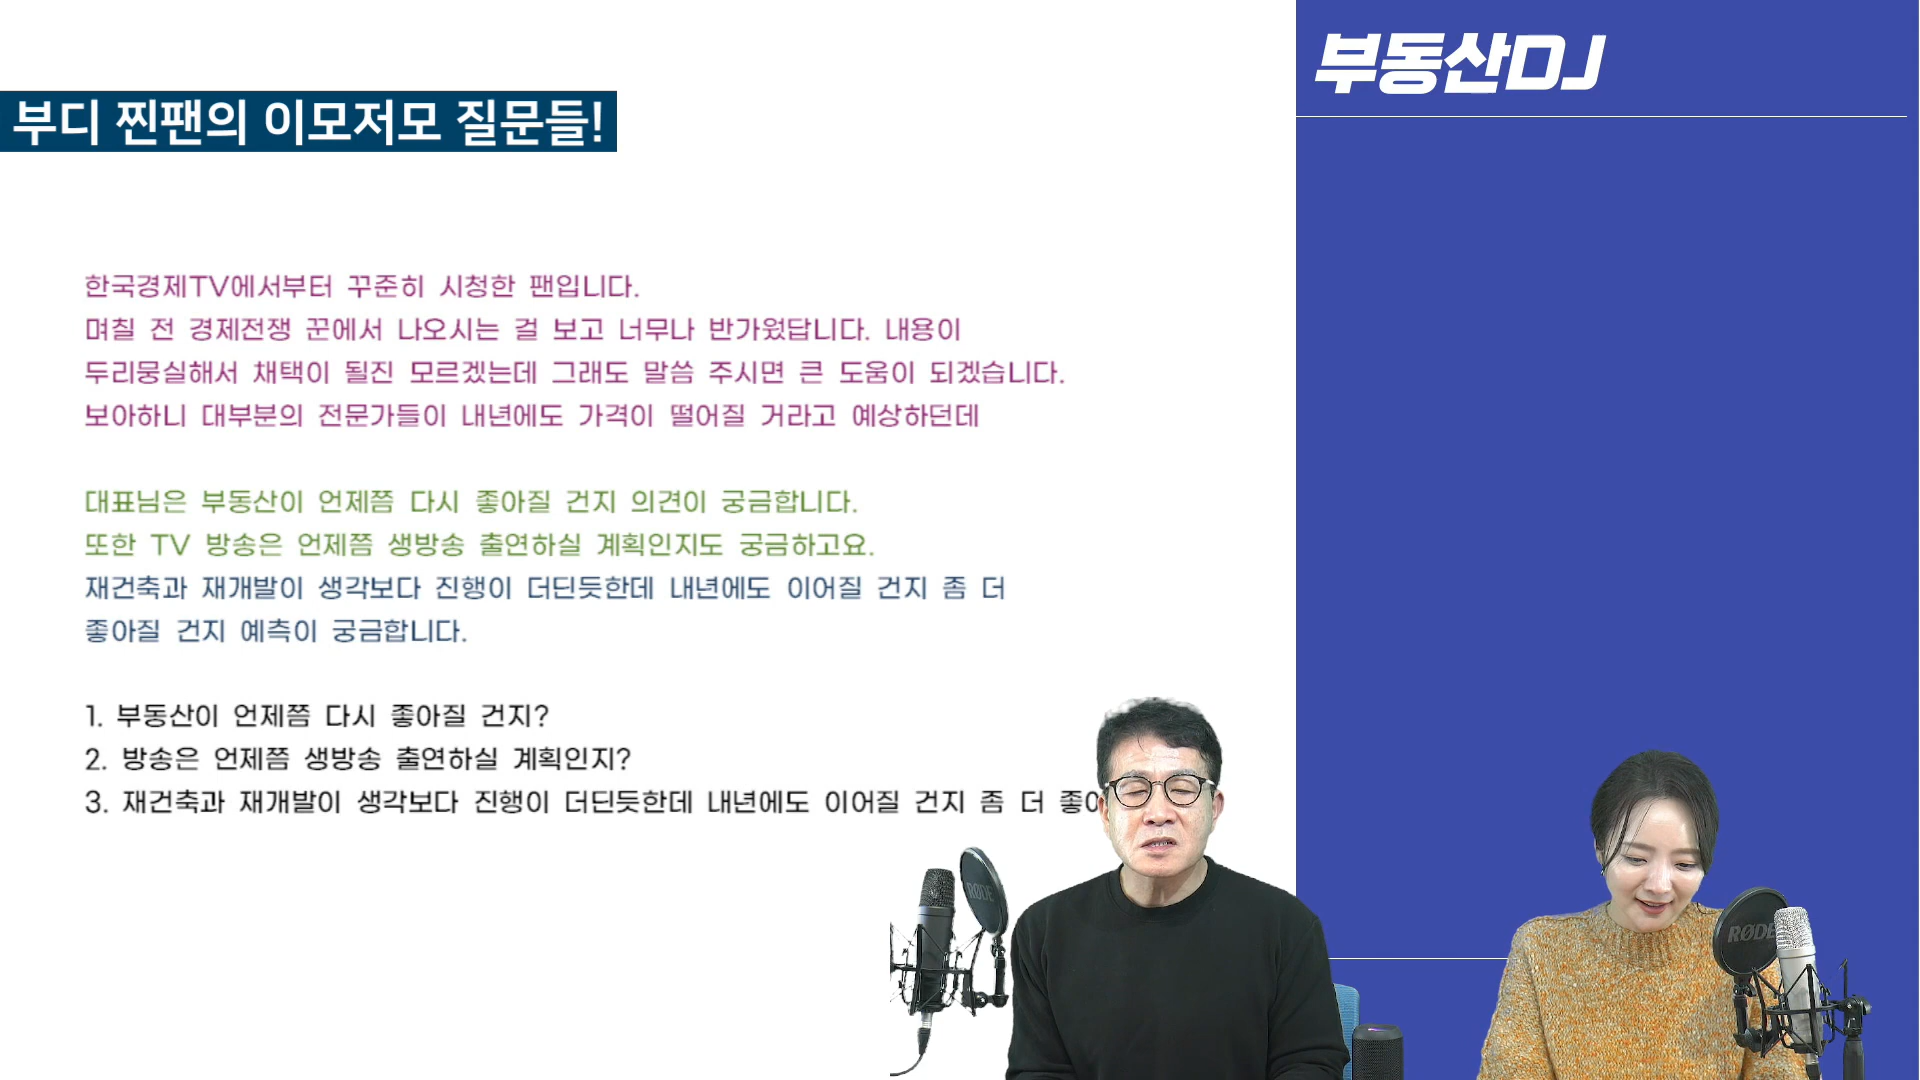 부동산DJ
부디 찐팬의 이모저모 질문들!
한국경제TV에서부터 꾸준히 시청한 팬입니다.
며칠 전 경제전쟁 꾼에서 나오시는 걸 보고 너무나 반가웠답니다. 내용이
두리뭉실해서 채택이 될진 모르겠는데 그래도 말씀 주시면 큰 도움이 되겠습니다.
보아하니 대부분의 전문가들이 내년에도 가격이 떨어질 거라고 예상하던데
대표님은 부동산이 언제쯤 다시 좋아질 건지 의견이 궁금합니다.
또한 TV 방송은 언제쯤 생방송 출연하실 계획인지도 궁금하고요.
재건축과 재개발이 생각보다 진행이 더딘듯한데 내년에도 이어질 건지 좀 더
좋아질 건지 예측이 궁금합니다.
1. 부동산이 언제쯤 다시 좋아질 건지?
2. 방송은 언제쯤 생방송 출연하실 계획인지?
3. 재건축과 재개발이 생각보다 진행이 더딘듯한데 내년에도 이어질 건지 좀 더
RØDE
RØDE